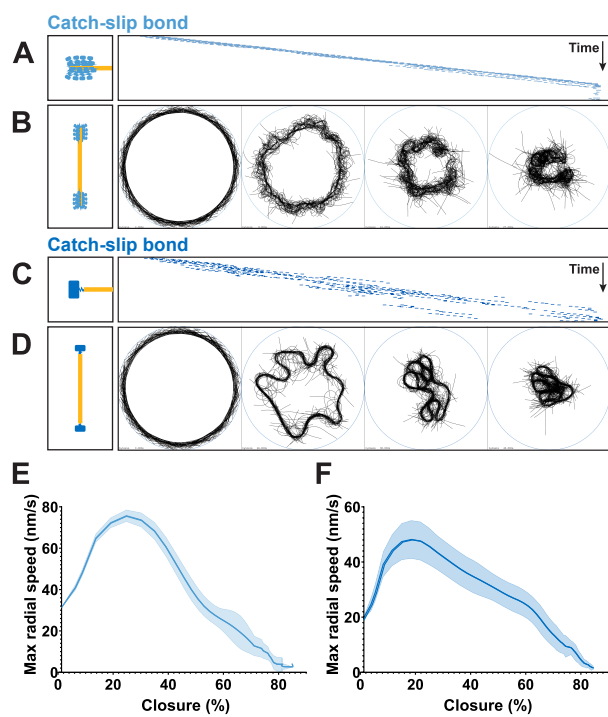 Catch-slip bond
A
Time
B
Catch-slip bond
C
Time
D
E
F
Max radial speed (nm/s)
80
60
40
20
0
0
20
40
60
80
Closure (%)
Max radial speed (nm/s)
60
40
20
0
0
20
40
60
80
Closure (%)